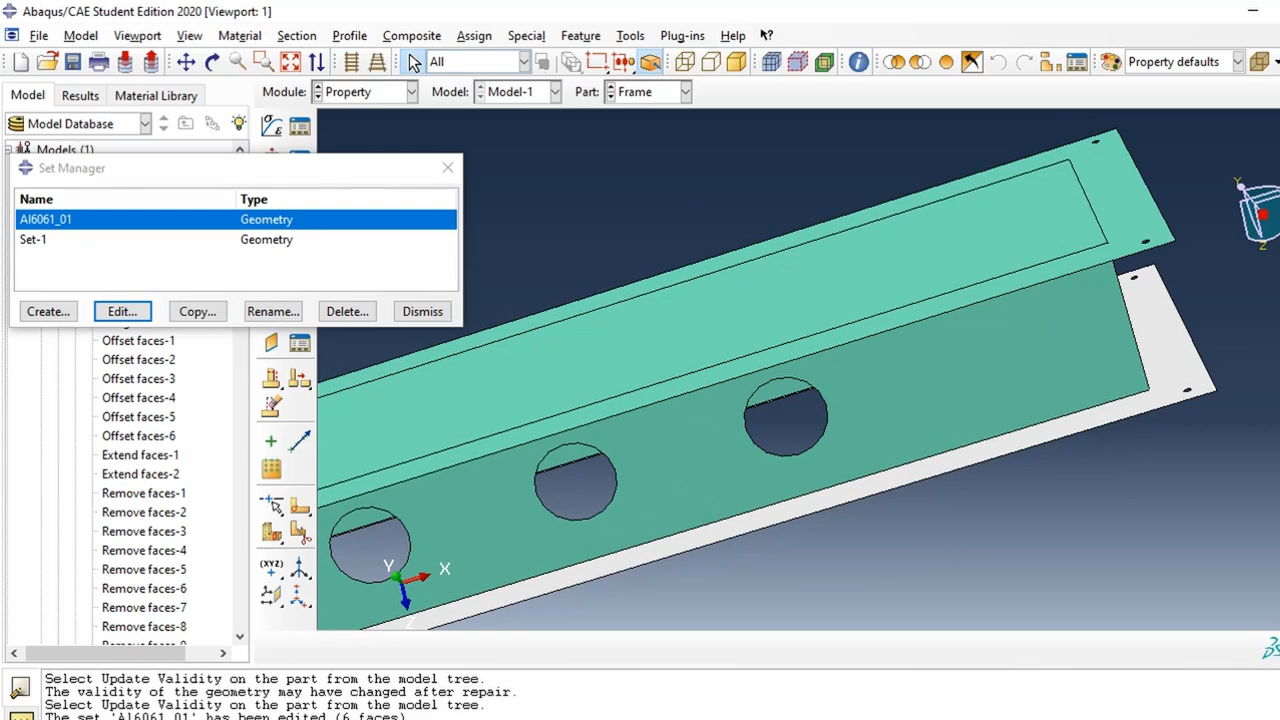 Abaqus/CAE Student Edition 2020 [Viewport: 1]
File Model Viewport View Material Section Profile Composite Assign Special Feature Tools Plug-ins Help
All
Property defaults
Model Results Material Library
Module: Property Model: Model-1 Part: Frame
Model Database
Models (1)
Set Manager
Name Type
Al6061_01 Geometry
Set-1 Geometry
Create... Edit... Copy... Rename... Delete... Dismiss
Offset faces-1
Offset faces-2
Offset faces-3
Offset faces-4
Offset faces-5
Offset faces-6
Extend faces-1
Extend faces-2
Remove faces-1
Remove faces-2
Remove faces-3
Remove faces-4
Remove faces-5
Remove faces-6
Remove faces-7
Remove faces-8
(XYZ)
Y
X
Z
Y
Z
Select Update Validity on the part from the model tree.
The validity of the geometry may have changed after repair.
Select Update Validity on the part from the model tree.
The set 'Al6061_01' has been edited (6 faces)